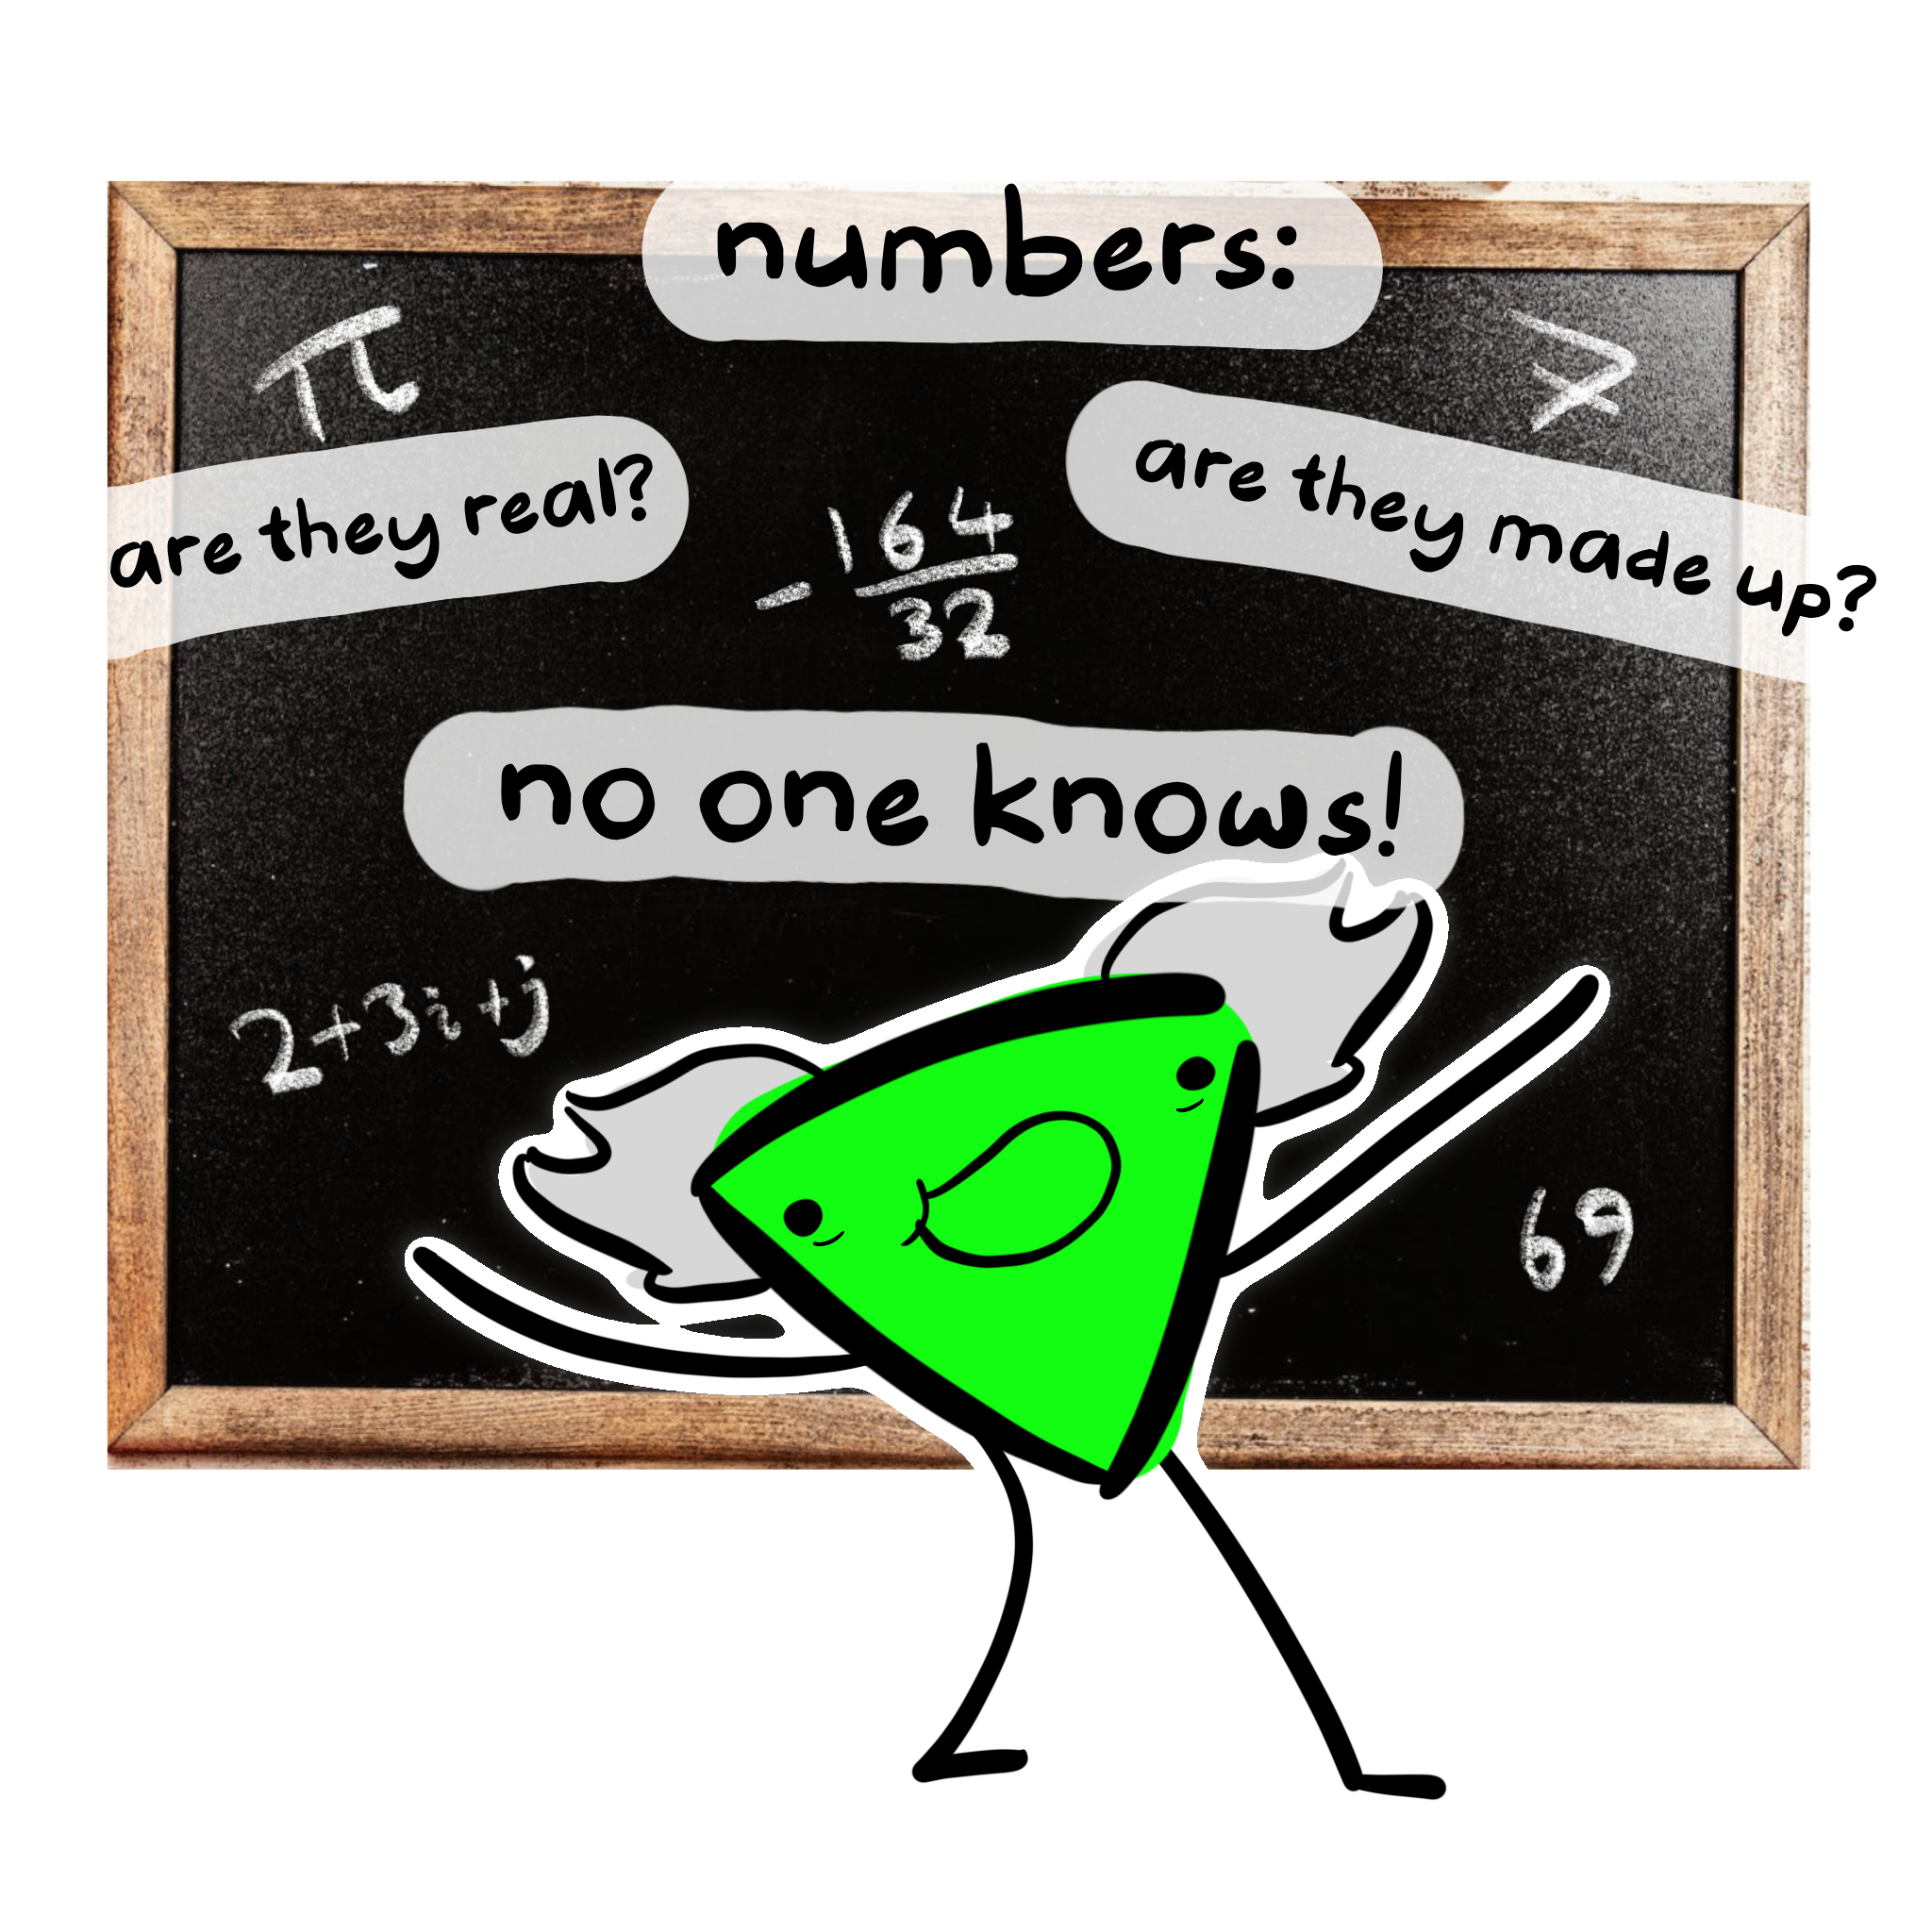 numbers:
π
7
are they real?
are they made up?
-164/32
no one knows!
2+3i+j
69